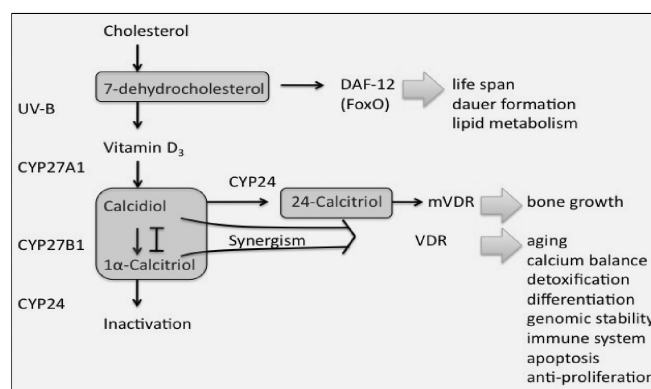 Cholesterol
7-dehydrocholesterol
DAF-12
(FoxO)
life span
dauer formation
lipid metabolism
UV-B
Vitamin D3
CYP27A1
CYP24
Calcidiol
24-Calcitriol
mVDR
bone growth
CYP27B1
Synergism
VDR
1α-Calcitriol
aging
calcium balance
detoxification
differentiation
genomic stability
immune system
apoptosis
anti-proliferation
CYP24
Inactivation